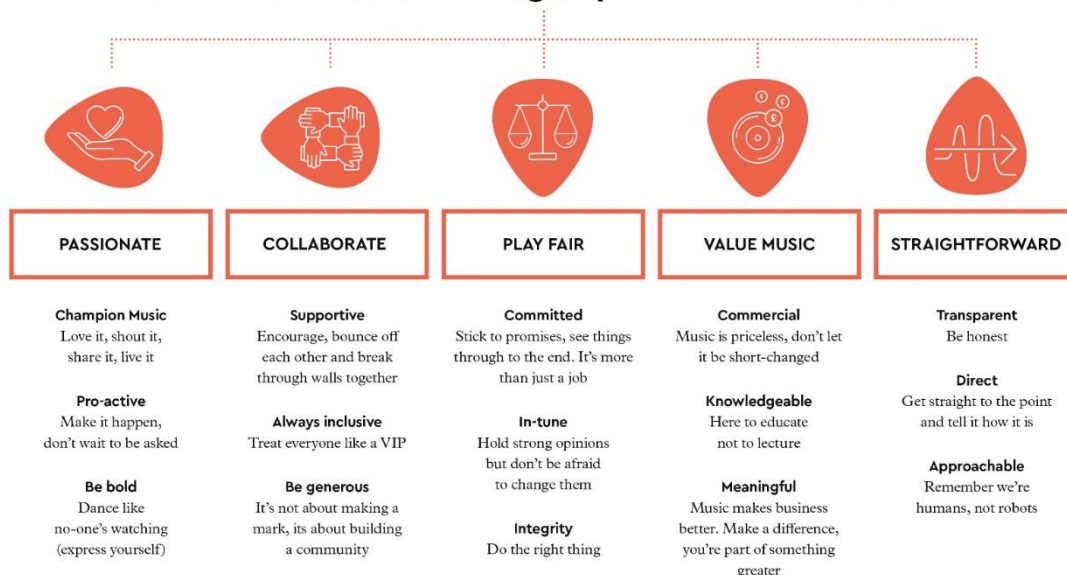 PASSIONATE
Champion Music
Love it, shout it,
share it, live it
Pro-active
Make it happen,
don't wait to be asked
Be bold
Dance like
no-one's watching
(express yourself)
COLLABORATE
Supportive
Encourage, bounce off
each other and break
through walls together
Always inclusive
Treat everyone like a VIP
Be generous
It's not about making a
mark, its about building
a community
PLAY FAIR
Committed
Stick to promises, see things
through to the end. It's more
than just a job
In-tune
Hold strong opinions
but don't be afraid
to change them
Integrity
Do the right thing
££
£
VALUE MUSIC
Commercial
Music is priceless, don't let
it be short-changed
Knowledgeable
Here to educate
not to lecture
Meaningful
Music makes business
better. Make a difference,
you're part of something
greater
STRAIGHTFORWARD
Transparent
Be honest
Direct
Get straight to the point
and tell it how it is
Approachable
Remember we're
humans, not robots